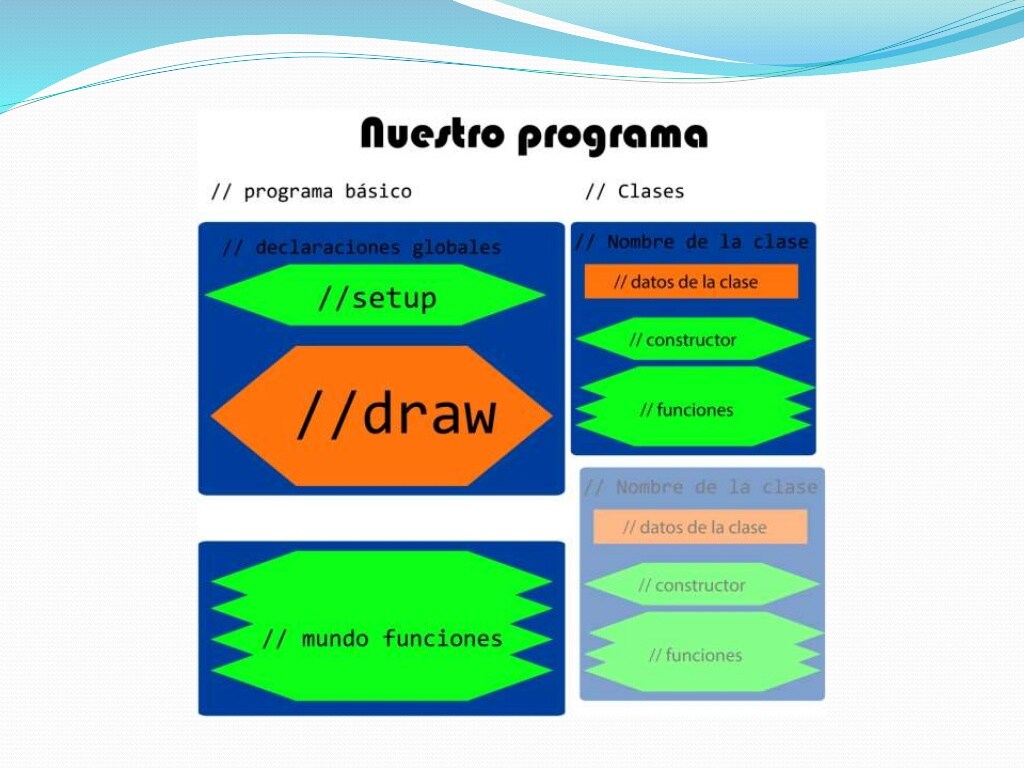 Nuestro programa
// programa básico
// Clases
// declaraciones globales
//setup
//draw
// mundo funciones
// Nombre de la clase
// datos de la clase
// constructor
// funciones
// Nombre de la clase
// datos de la clase
// constructor
// funciones